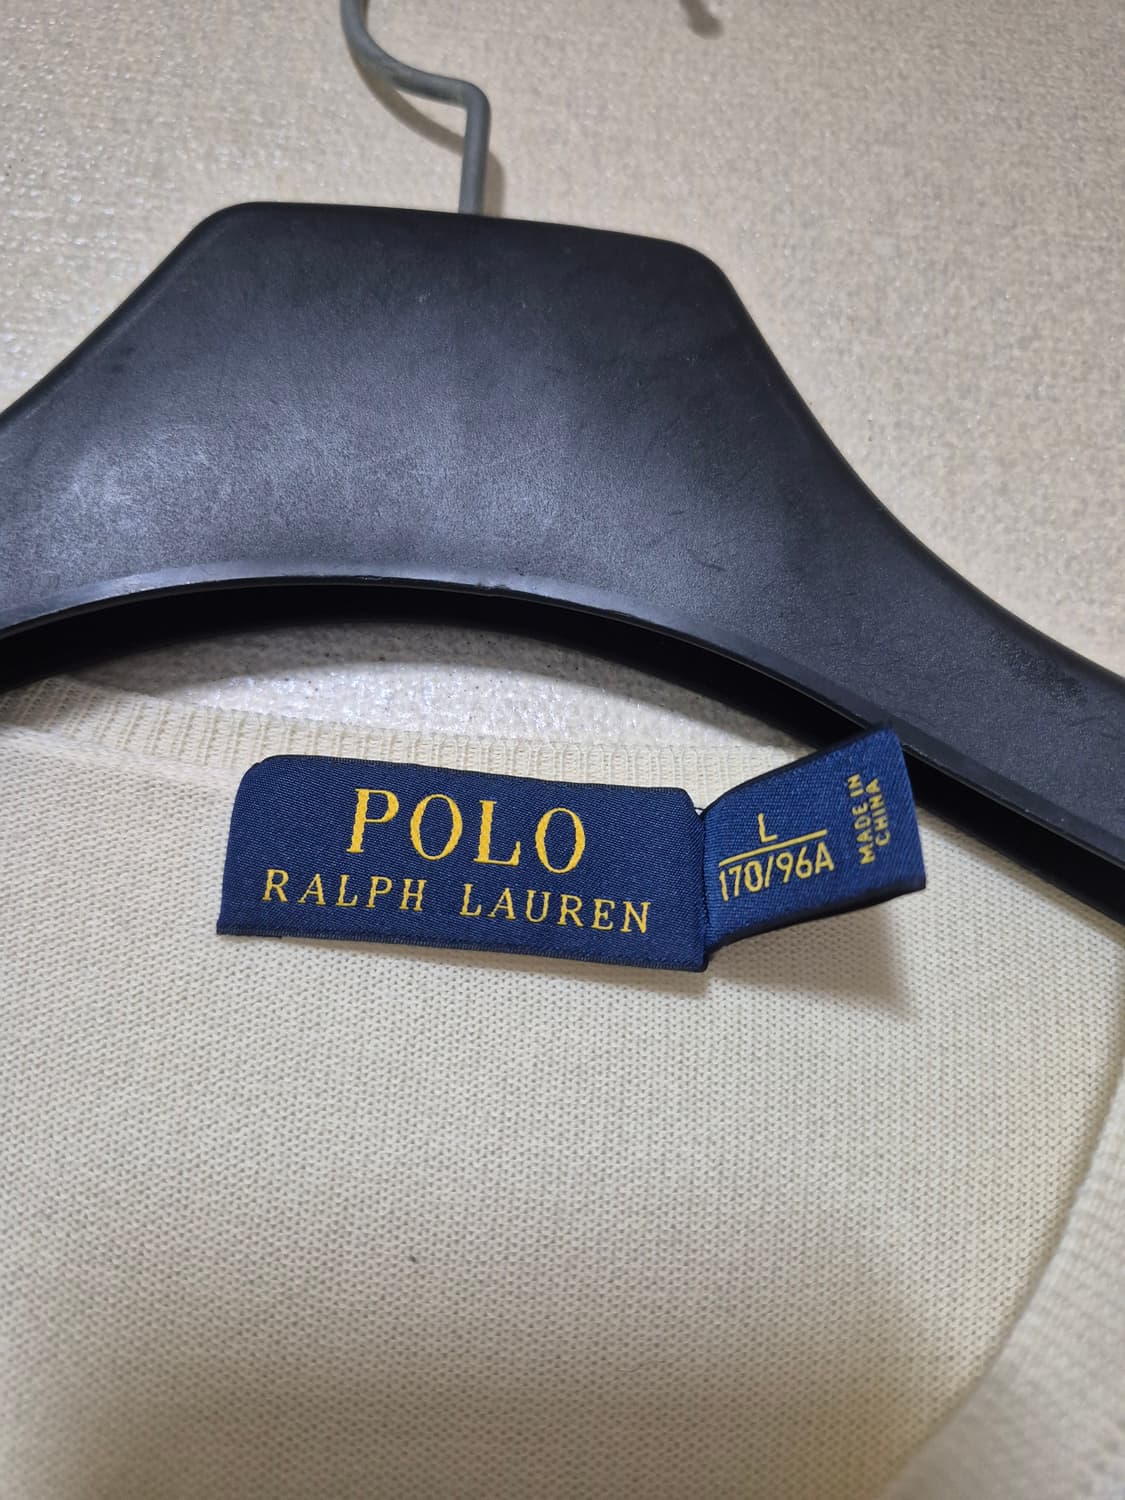 POLO
RALPH LAUREN
L
170/96A
MADE IN
CHINA